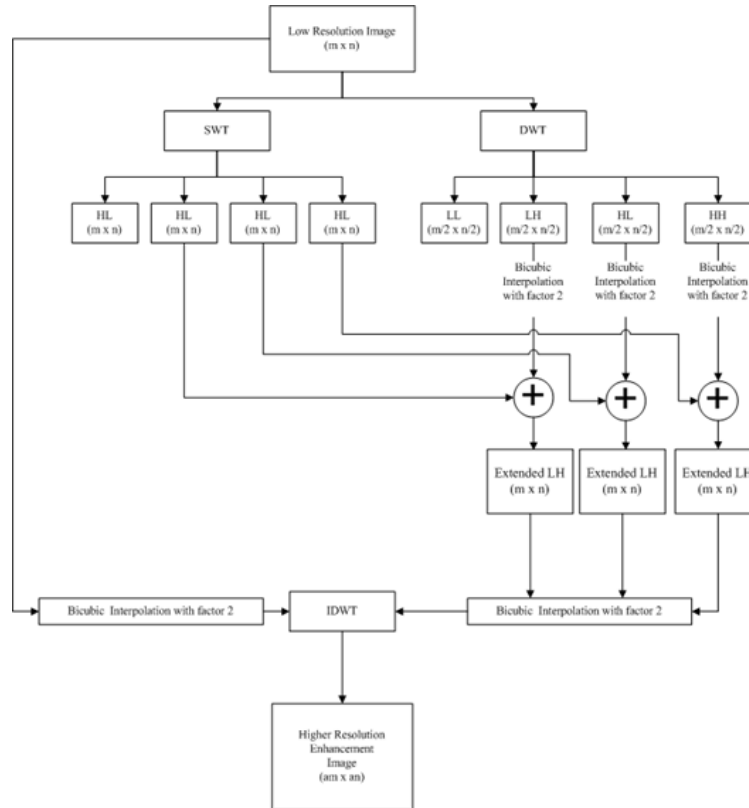 Low Resolution Image
(m x n)
SWT
DWT
HL
(m x n)
HL
(m x n)
HL
(m x n)
HL
(m x n)
LL
(m/2 x n/2)
LH
(m/2 x n/2)
HL
(m/2 x n/2)
HH
(m/2 x n/2)
Bicubic
Interpolation
with factor 2
Bicubic
Interpolation
with factor 2
Bicubic
Interpolation
with factor 2
+
+
+
Extended LH
(m x n)
Extended LH
(m x n)
Extended LH
(m x n)
Bicubic Interpolation with factor 2
IDWT
Bicubic Interpolation with factor 2
Higher Resolution
Enhancement
Image
(am x an)